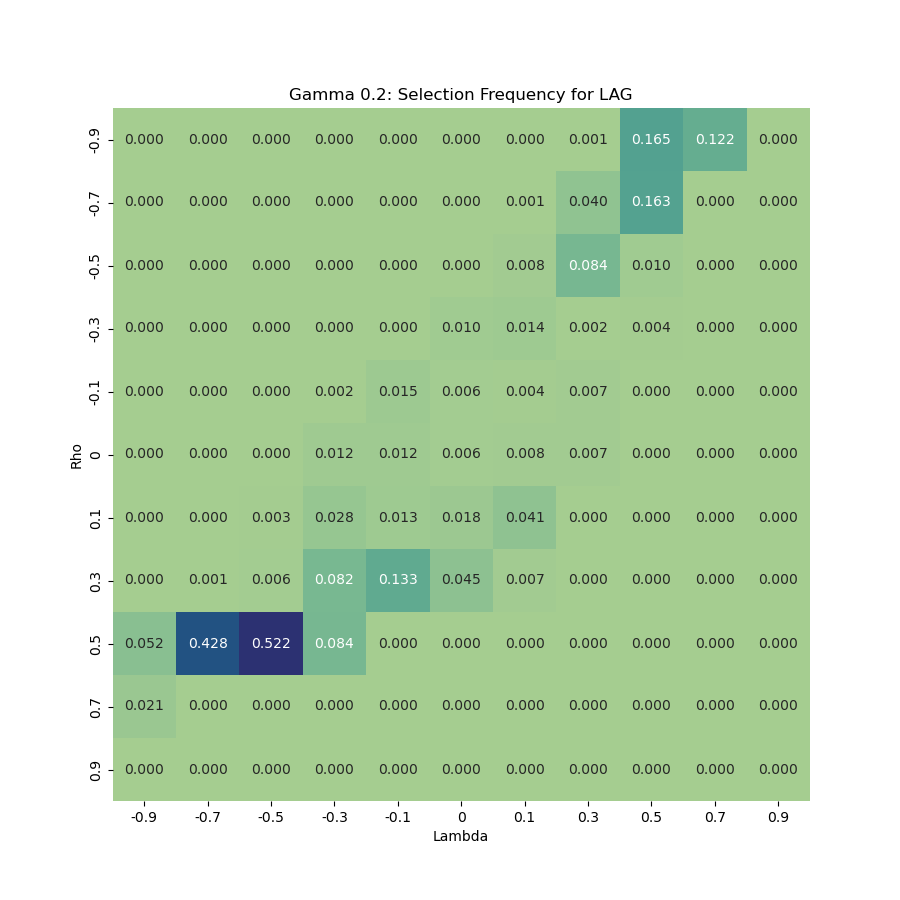 Gamma 0.2: Selection Frequency for LAG
-0.9 0.000 0.000 0.000 0.000 0.000 0.000 0.000 0.001 0.165 0.122 0.000
-0.7 0.000 0.000 0.000 0.000 0.000 0.000 0.001 0.040 0.163 0.000 0.000
-0.5 0.000 0.000 0.000 0.000 0.000 0.000 0.008 0.084 0.010 0.000 0.000
-0.3 0.000 0.000 0.000 0.000 0.000 0.010 0.014 0.002 0.004 0.000 0.000
-0.1 0.000 0.000 0.000 0.002 0.015 0.006 0.004 0.007 0.000 0.000 0.000
Rho
0 0.000 0.000 0.000 0.012 0.012 0.006 0.008 0.007 0.000 0.000 0.000
0.1 0.000 0.000 0.003 0.028 0.013 0.018 0.041 0.000 0.000 0.000 0.000
0.3 0.000 0.001 0.006 0.082 0.133 0.045 0.007 0.000 0.000 0.000 0.000
0.5 0.052 0.428 0.522 0.084 0.000 0.000 0.000 0.000 0.000 0.000 0.000
0.7 0.021 0.000 0.000 0.000 0.000 0.000 0.000 0.000 0.000 0.000 0.000
0.9 0.000 0.000 0.000 0.000 0.000 0.000 0.000 0.000 0.000 0.000 0.000
-0.9 -0.7 -0.5 -0.3 -0.1 0 0.1 0.3 0.5 0.7 0.9
Lambda